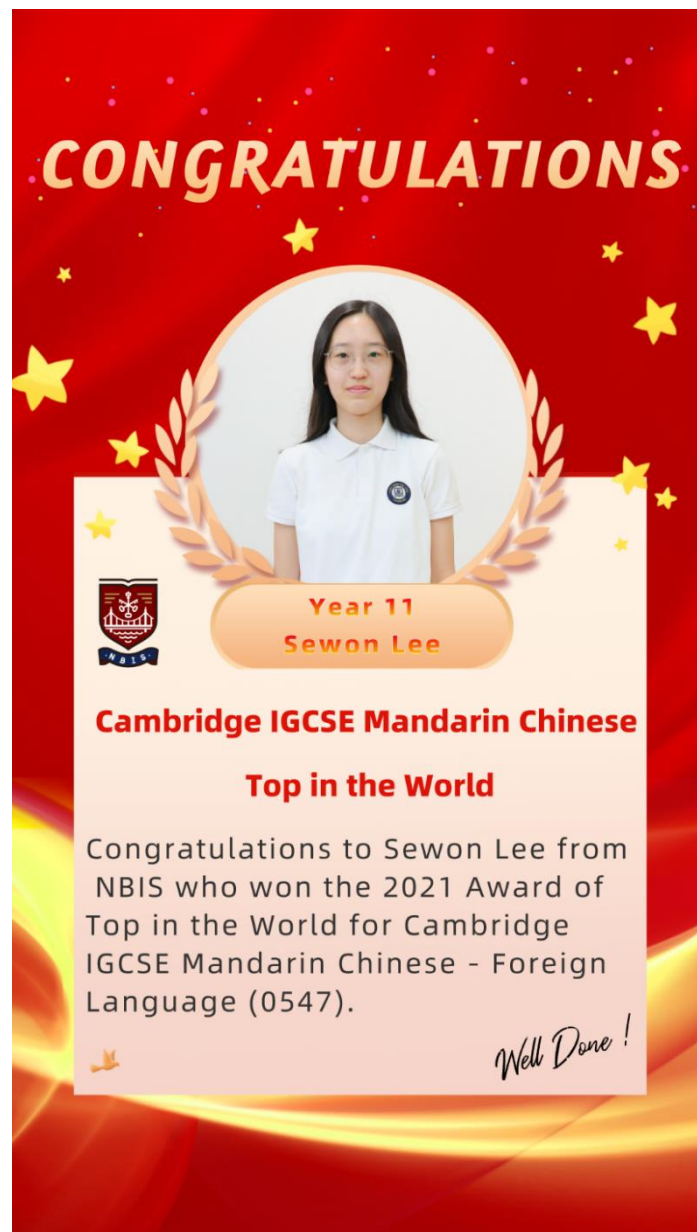 CONGRATULATIONS
Year 11
Sewon Lee
NBIS
Cambridge IGCSE Mandarin Chinese
Top in the World
Congratulations to Sewon Lee from
NBIS who won the 2021 Award of
Top in the World for Cambridge
IGCSE Mandarin Chinese - Foreign
Language (0547).
Well Done !